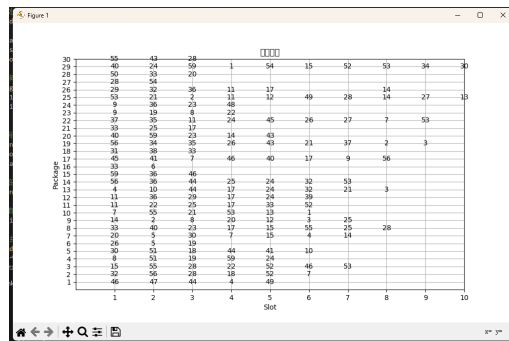 Figure 1
□□□□
30 55 43 28
29 40 24 59 1 54 15 52 53 34 30
28 50 33 20
27 28 54
26 29 32 36 11 17 14
25 53 21 2 11 12 49 28 14 27 13
24 9 36 23 48
23 9 19 8 22
22 37 35 11 24 45 26 27 7 53
21 33 25 17
20 40 59 23 14 43
19 56 34 35 26 43 21 37 2 3
18 31 38 33
17 45 41 7 46 40 17 9 56
16 33 6
15 59 36 46
14 56 36 44 25 24 32 53
13 4 10 44 17 24 32 21 3
12 11 36 29 17 24 39
11 11 22 25 17 33 52
10 7 55 21 53 13 1
9 14 2 8 20 12 3 25
8 33 40 23 17 15 55 25 28
7 20 5 30 7 15 4 14
6 26 5 19
5 30 51 18 44 41 10
4 8 51 19 59 24
3 15 55 28 22 52 46 53
2 32 56 28 18 52 7
1 46 47 44 4 49
Package
1 2 3 4 5 6 7 8 9 10
Slot
x= y=